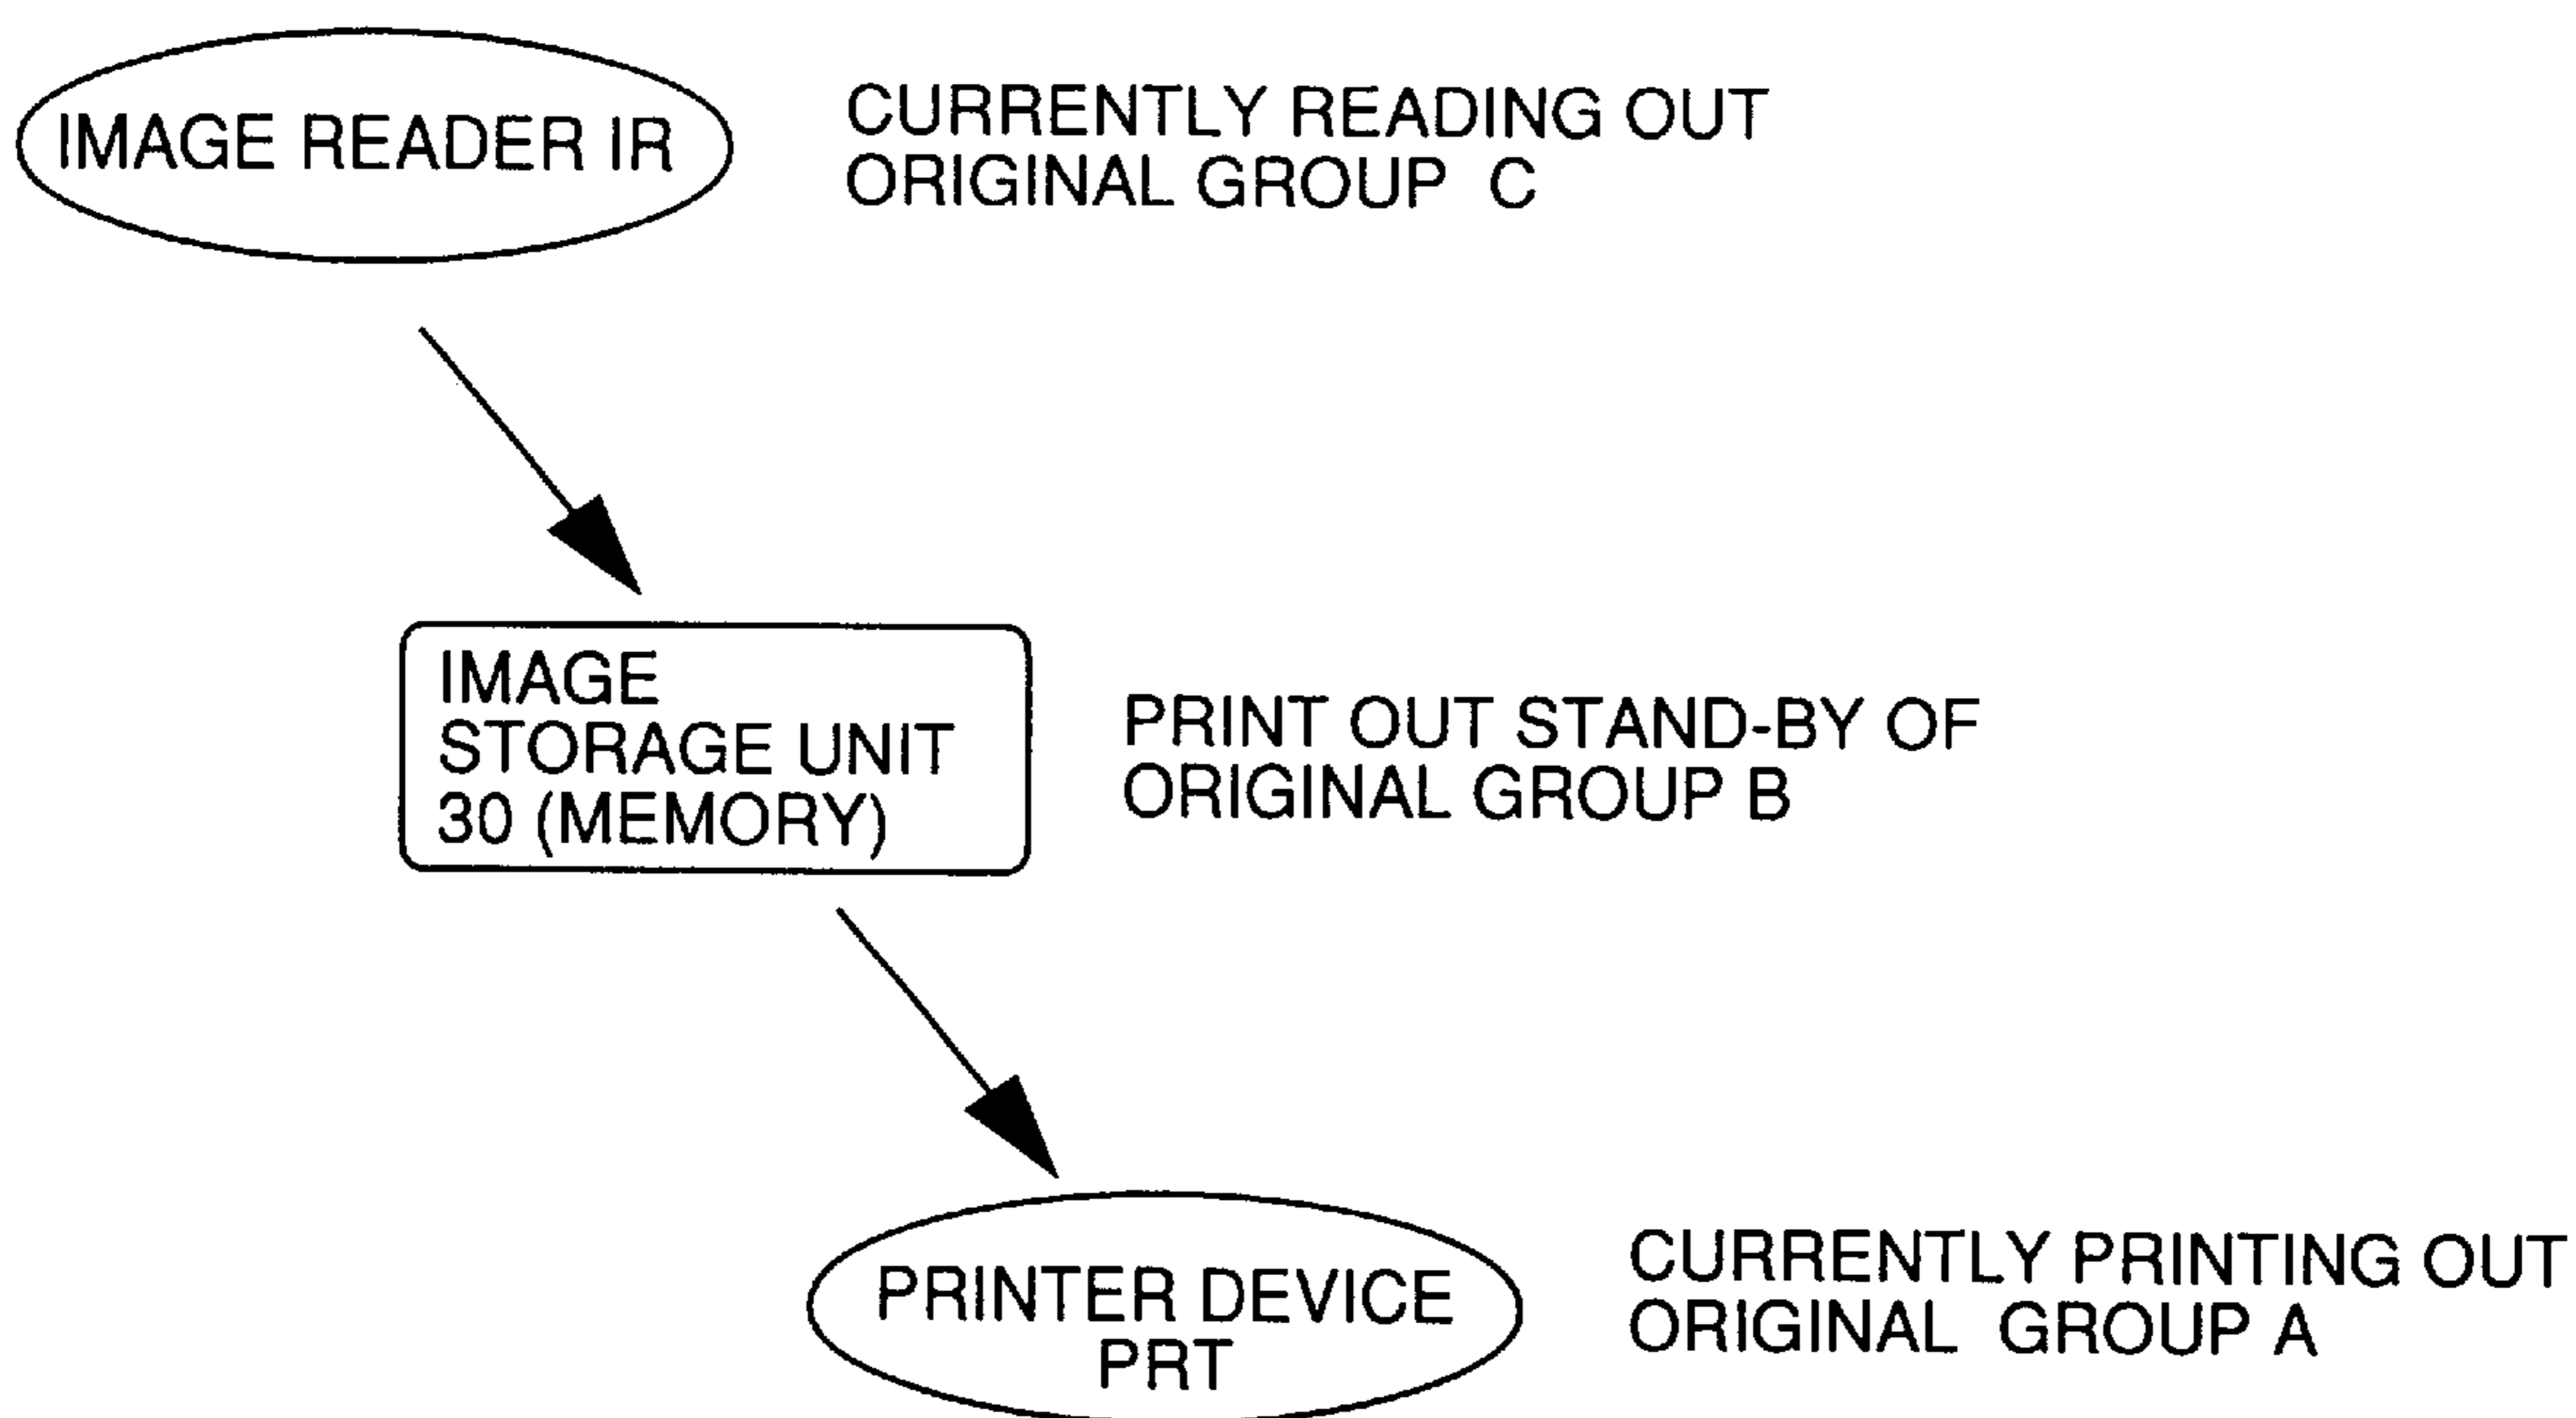 IMAGE READER IR
CURRENTLY READING OUT
ORIGINAL GROUP C
IMAGE
STORAGE UNIT
30 (MEMORY)
PRINT OUT STAND-BY OF
ORIGINAL GROUP B
PRINTER DEVICE
PRT
CURRENTLY PRINTING OUT
ORIGINAL GROUP A